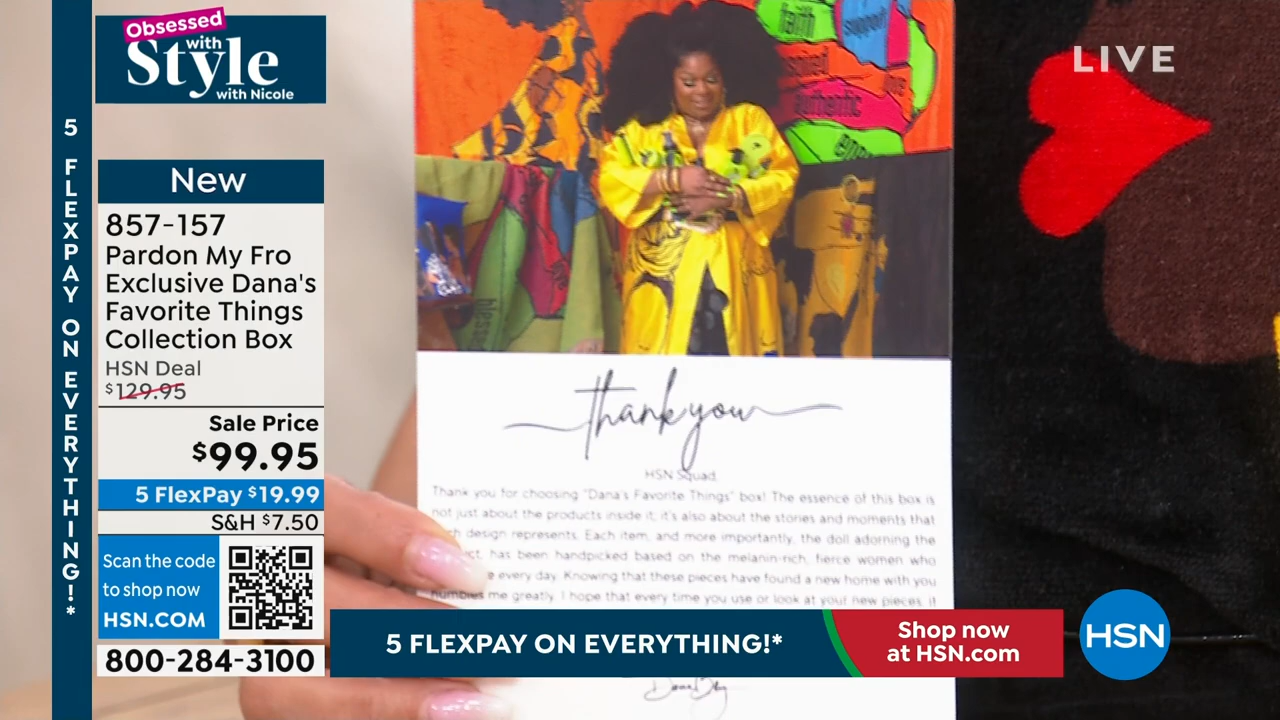 Obsessed
with
Style
with Nicole
LIVE
5 FLEXPAY ON EVERYTHING!*
New
857-157
Pardon My Fro
Exclusive Dana's
Favorite Things
Collection Box
HSN Deal
$129.95
Sale Price
$99.95
5 FlexPay $19.99
S&H $7.50
Scan the code
to shop now
HSN.COM
800-284-3100
faith
support
authentic
thank you
HSN Squad,
Thank you for choosing "Dana's Favorite Things" box! The essence of this box is
not just about the products inside it; it's also about the stories and moments that
design represents. Each item, and more importantly, the doll adorning the
has been handpicked based on the melanin-rich, fierce women who
every day. Knowing that these pieces have found a new home with you
humbles me greatly. I hope that every time you use or look at your new pieces, it
5 FLEXPAY ON EVERYTHING!*
Shop now
at HSN.com
HSN